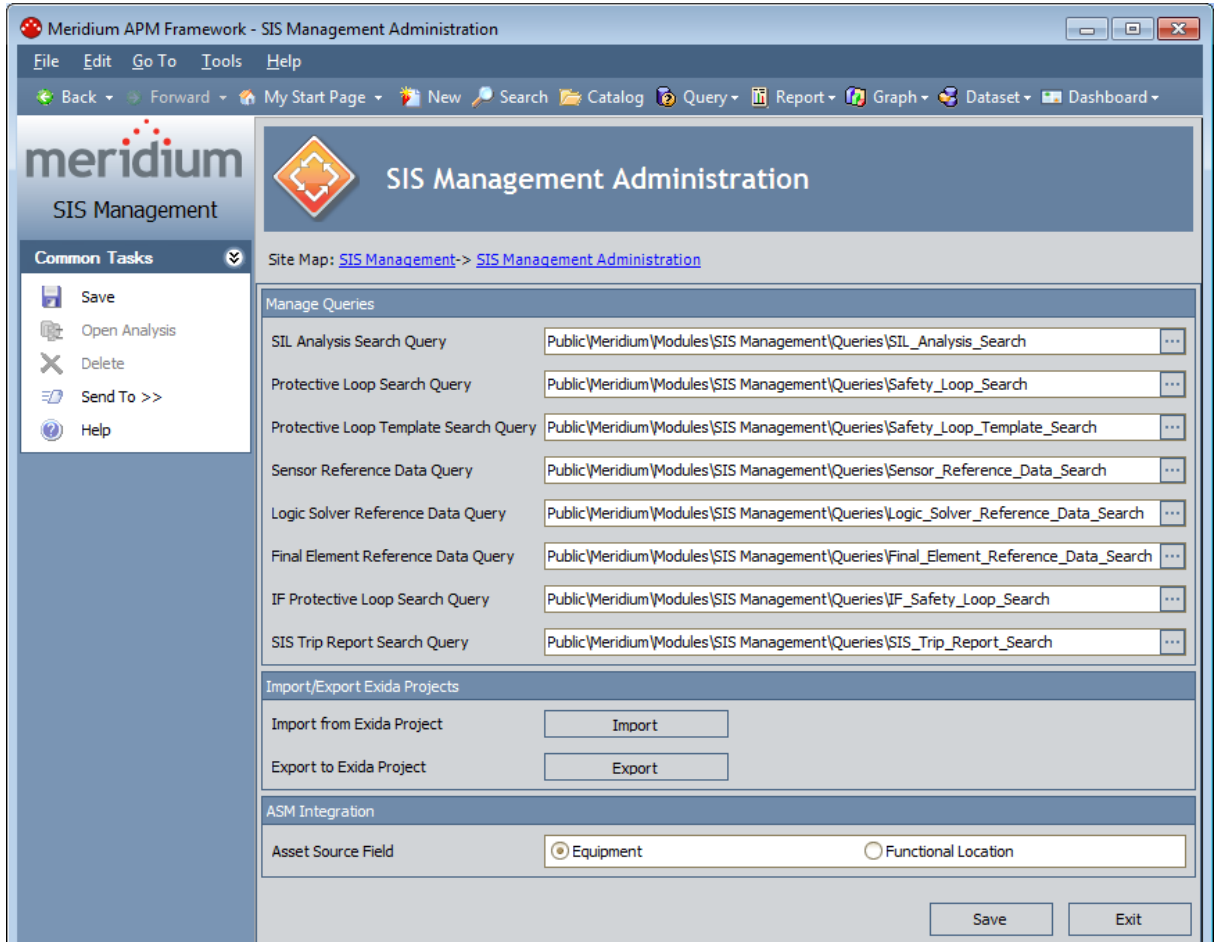 Meridium APM Framework - SIS Management Administration
File Edit Go To Tools Help
Back Forward My Start Page New Search Catalog Query Report Graph Dataset Dashboard
meridium
SIS Management
SIS Management Administration
Common Tasks
Save
Open Analysis
Delete
Send To >>
Help
Site Map: SIS Management-> SIS Management Administration
Manage Queries
SIL Analysis Search Query Public\Meridium\Modules\SIS Management\Queries\SIL_Analysis_Search ...
Protective Loop Search Query Public\Meridium\Modules\SIS Management\Queries\Safety_Loop_Search ...
Protective Loop Template Search Query Public\Meridium\Modules\SIS Management\Queries\Safety_Loop_Template_Search ...
Sensor Reference Data Query Public\Meridium\Modules\SIS Management\Queries\Sensor_Reference_Data_Search ...
Logic Solver Reference Data Query Public\Meridium\Modules\SIS Management\Queries\Logic_Solver_Reference_Data_Search ...
Final Element Reference Data Query Public\Meridium\Modules\SIS Management\Queries\Final_Element_Reference_Data_Search ...
IF Protective Loop Search Query Public\Meridium\Modules\SIS Management\Queries\IF_Safety_Loop_Search ...
SIS Trip Report Search Query Public\Meridium\Modules\SIS Management\Queries\SIS_Trip_Report_Search ...
Import/Export Exida Projects
Import from Exida Project Import
Export to Exida Project Export
ASM Integration
Asset Source Field Equipment Functional Location
Save Exit